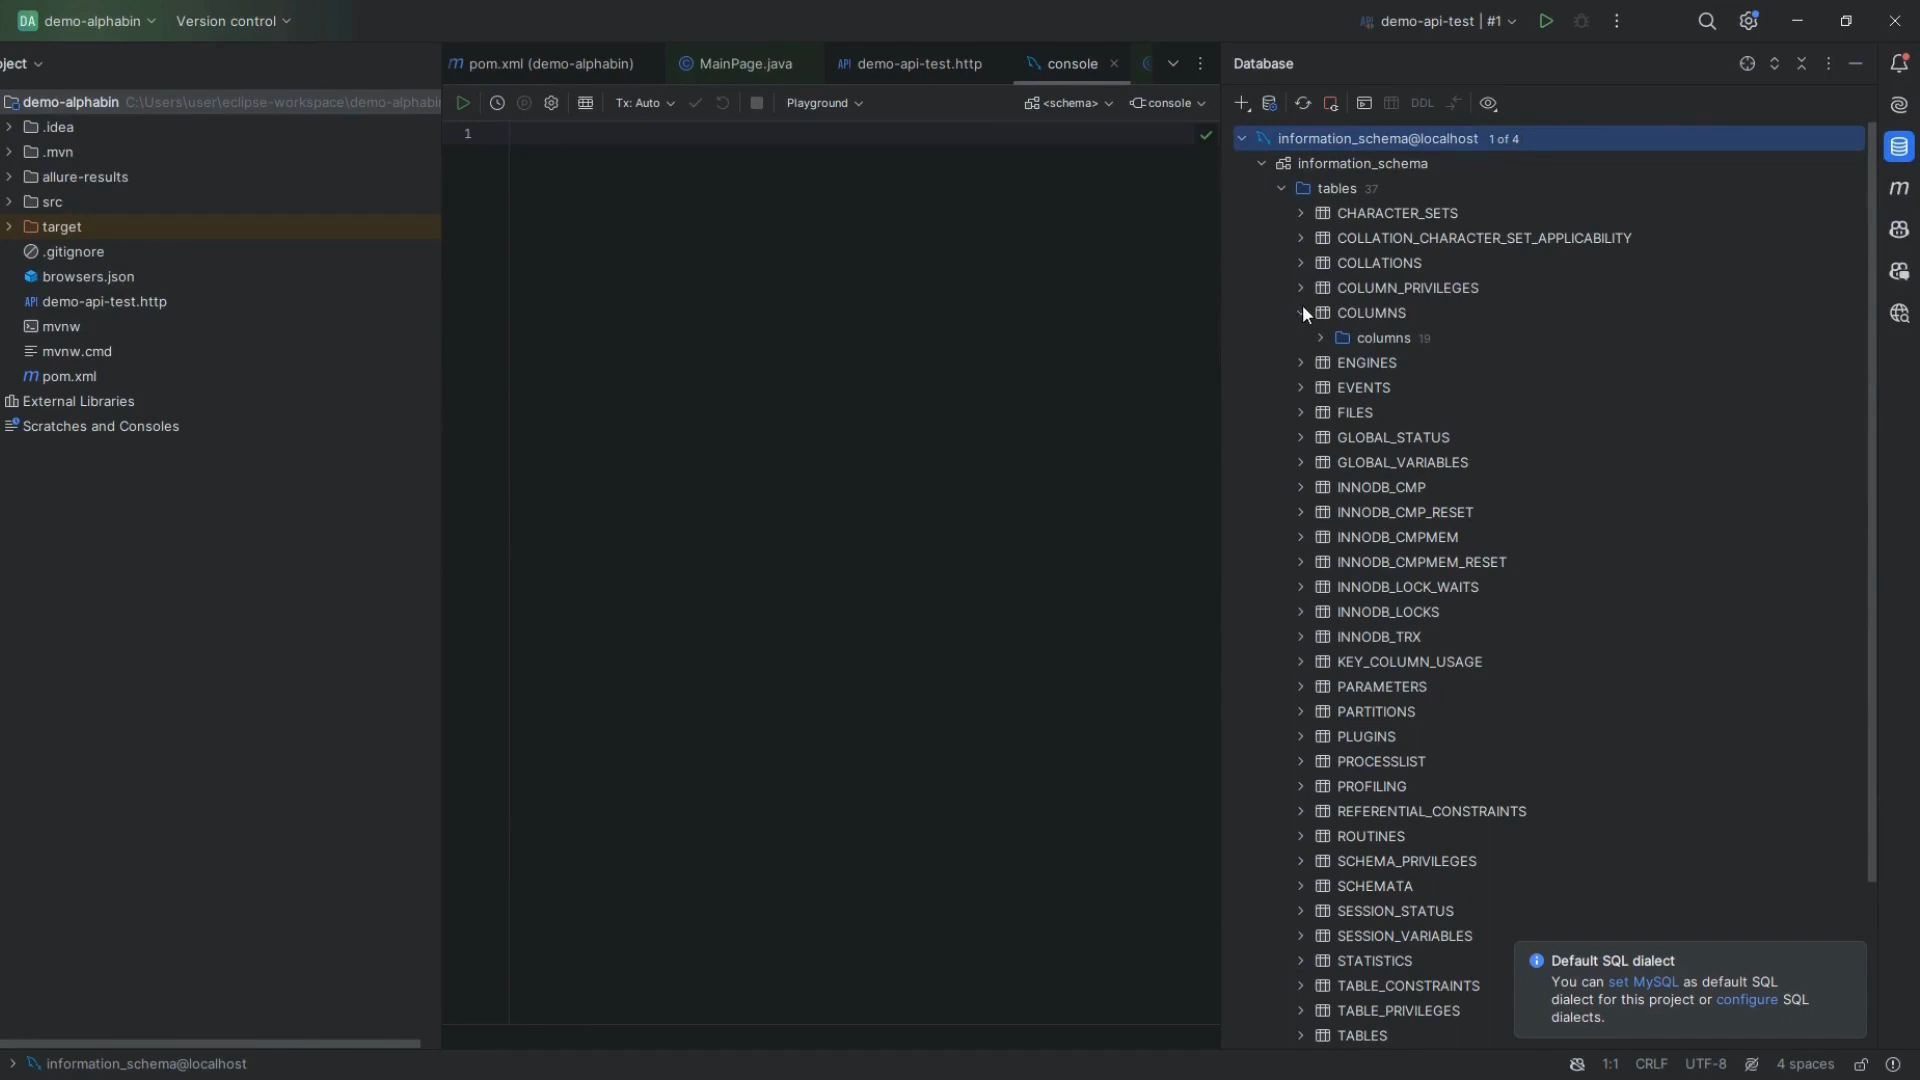 DA demo-alphabin
Version control
demo-api-test | #1
oject
demo-alphabin C:\Users\user\eclipse-workspace\demo-alphabin
.idea
.mvn
allure-results
src
target
.gitignore
browsers.json
API demo-api-test.http
mvnw
mvnw.cmd
m pom.xml
External Libraries
Scratches and Consoles
m pom.xml (demo-alphabin)
MainPage.java
API demo-api-test.http
console
Tx: Auto
Playground
<schema>
console
1
Database
DDL
information_schema@localhost 1 of 4
information_schema
tables 37
CHARACTER_SETS
COLLATION_CHARACTER_SET_APPLICABILITY
COLLATIONS
COLUMN_PRIVILEGES
COLUMNS
columns 19
ENGINES
EVENTS
FILES
GLOBAL_STATUS
GLOBAL_VARIABLES
INNODB_CMP
INNODB_CMP_RESET
INNODB_CMPMEM
INNODB_CMPMEM_RESET
INNODB_LOCK_WAITS
INNODB_LOCKS
INNODB_TRX
KEY_COLUMN_USAGE
PARAMETERS
PARTITIONS
PLUGINS
PROCESSLIST
PROFILING
REFERENTIAL_CONSTRAINTS
ROUTINES
SCHEMA_PRIVILEGES
SCHEMATA
SESSION_STATUS
SESSION_VARIABLES
STATISTICS
TABLE_CONSTRAINTS
TABLE_PRIVILEGES
TABLES
Default SQL dialect
You can set MySQL as default SQL
dialect for this project or configure SQL
dialects.
m
information_schema@localhost
1:1 CRLF UTF-8 4 spaces